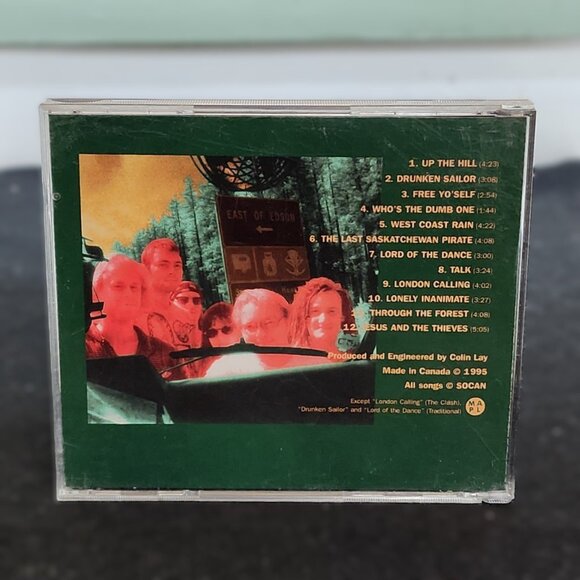 EAST OF EDSON
1. UP THE HILL (4:23)
2. DRUNKEN SAILOR (3:08)
3. FREE YO'SELF (2:54)
4. WHO'S THE DUMB ONE (1:44)
5. WEST COAST RAIN (4:22)
6. THE LAST SASKATCHEWAN PIRATE (4:08)
7. LORD OF THE DANCE (3:00)
8. TALK (3:24)
9. LONDON CALLING (4:02)
10. LONELY INANIMATE (3:27)
THROUGH THE FOREST (4:08)
12. JESUS AND THE THIEVES (5:05)
Produced and Engineered by Colin Lay
Made in Canada © 1995
All songs © SOCAN
Except "London Calling" (The Clash),
"Drunken Sailor" and "Lord of the Dance" (Traditional)
M A
P L